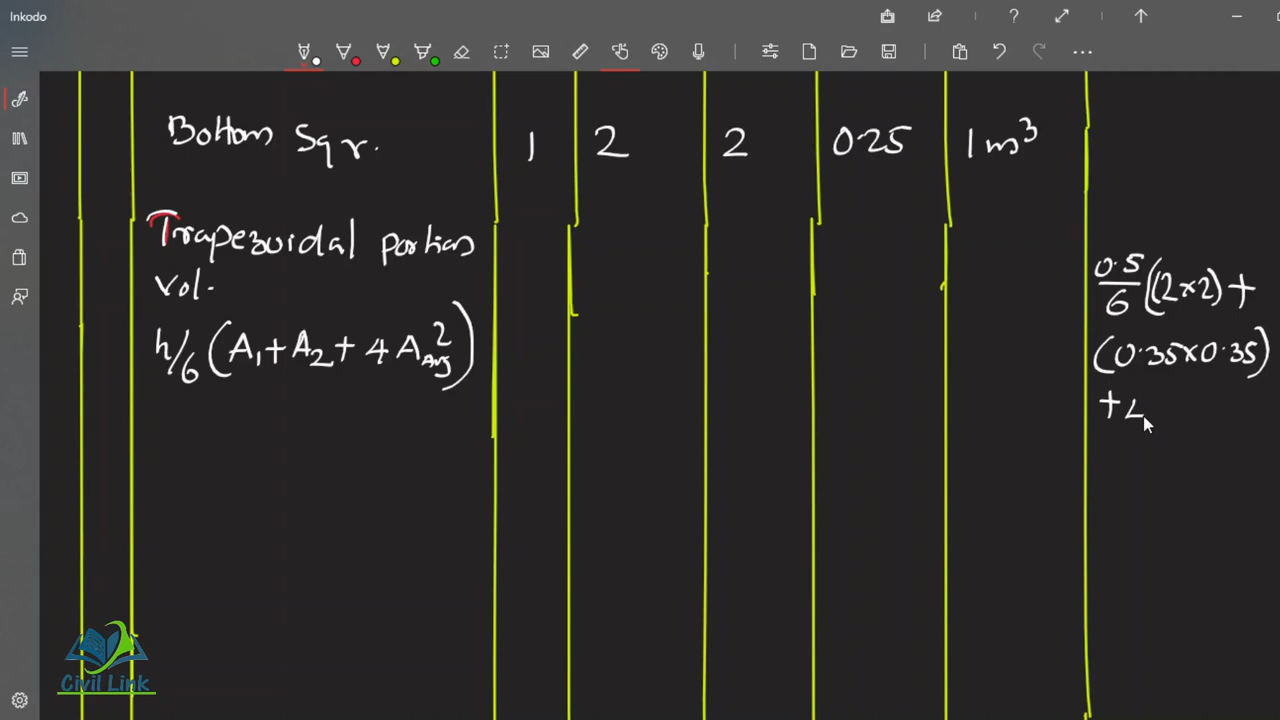 Inkodo
Bottom Sqr. 1 2 2 0.25 1m³
Trapezoidal portion
vol.
h/6 (A₁+A₂+4A_Avg²)
0.5/6 ((2×2)+
(0.35×0.35)
+4
Civil Link